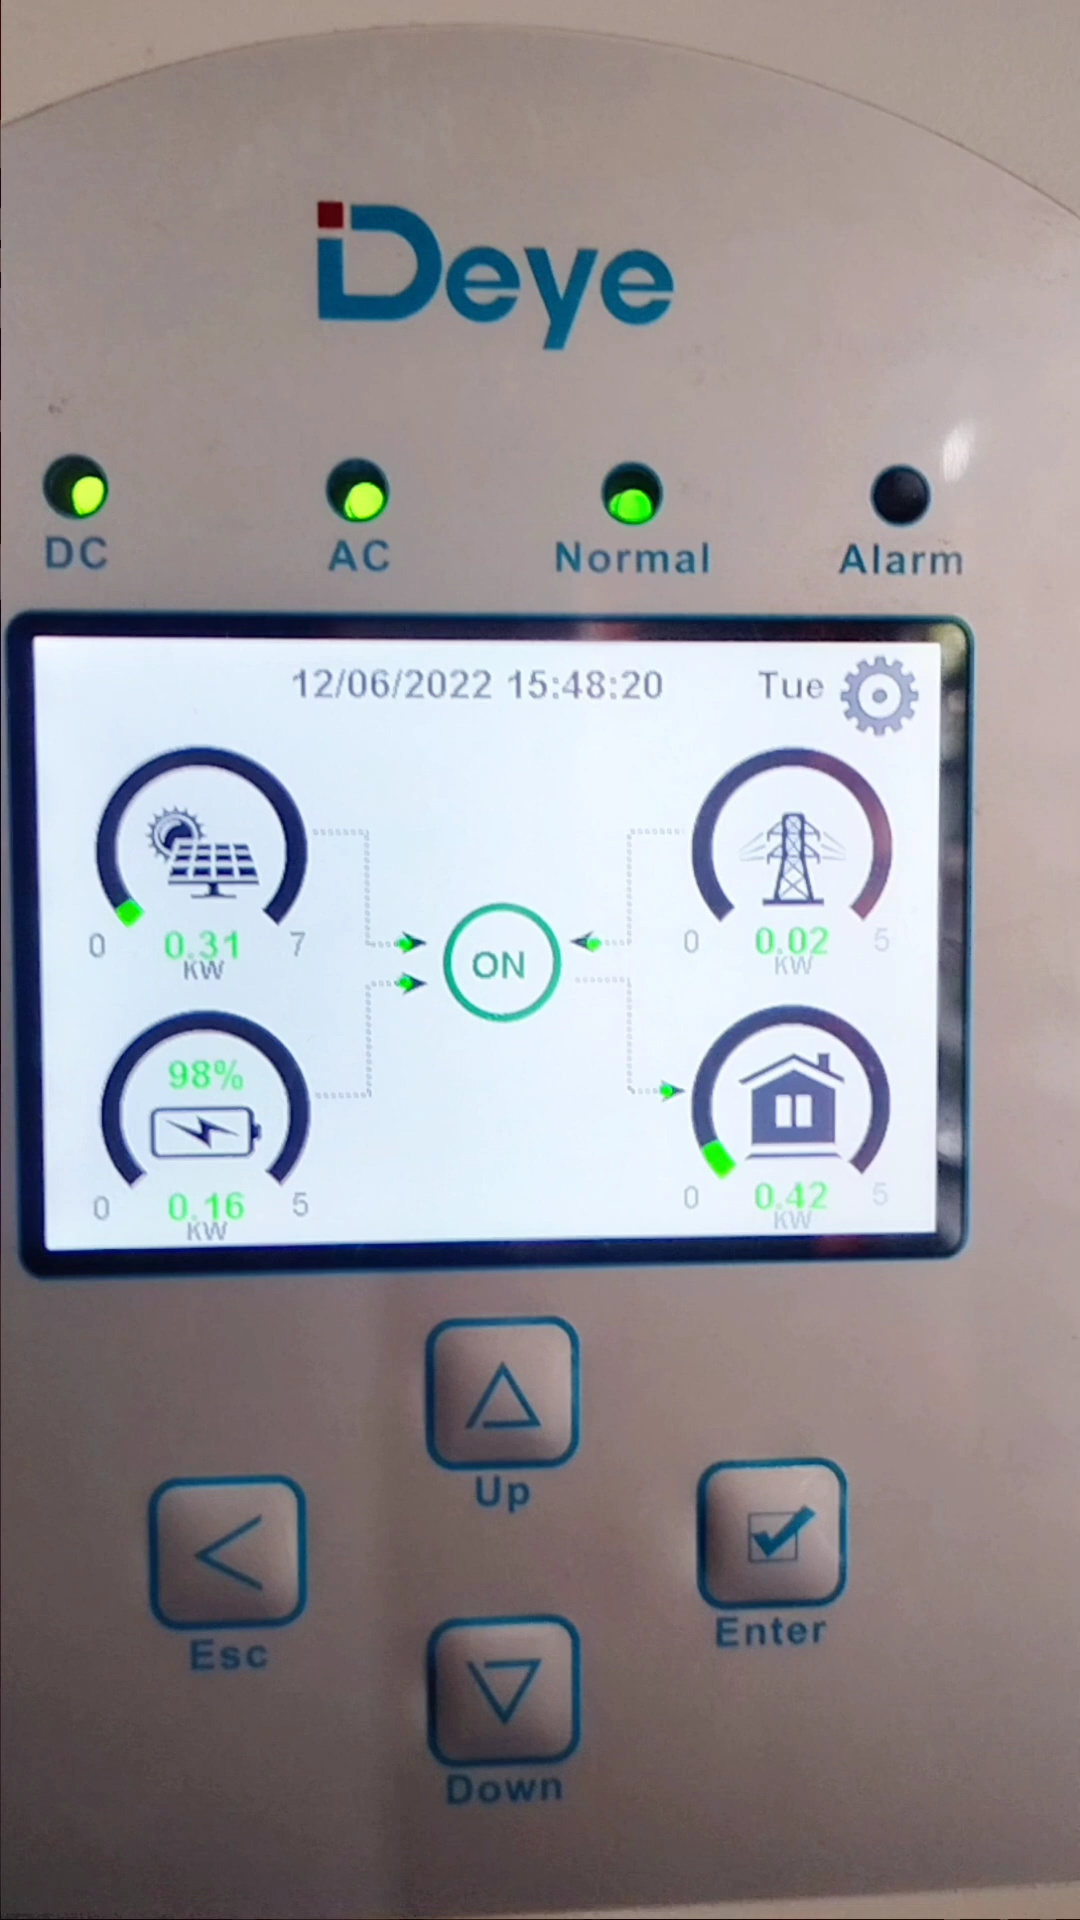 Deye
DC AC Normal Alarm
12/06/2022 15:48:20 Tue
0 0.31 7
KW
0 0.02 5
KW
ON
98%
0 0.16 5
KW
0 0.42 5
KW
Up
Esc
Enter
Down